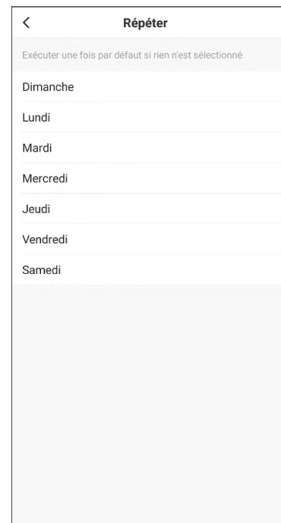 Répéter
Exécuter une fois par défaut si rien n'est sélectionné
Dimanche
Lundi
Mardi
Mercredi
Jeudi
Vendredi
Samedi